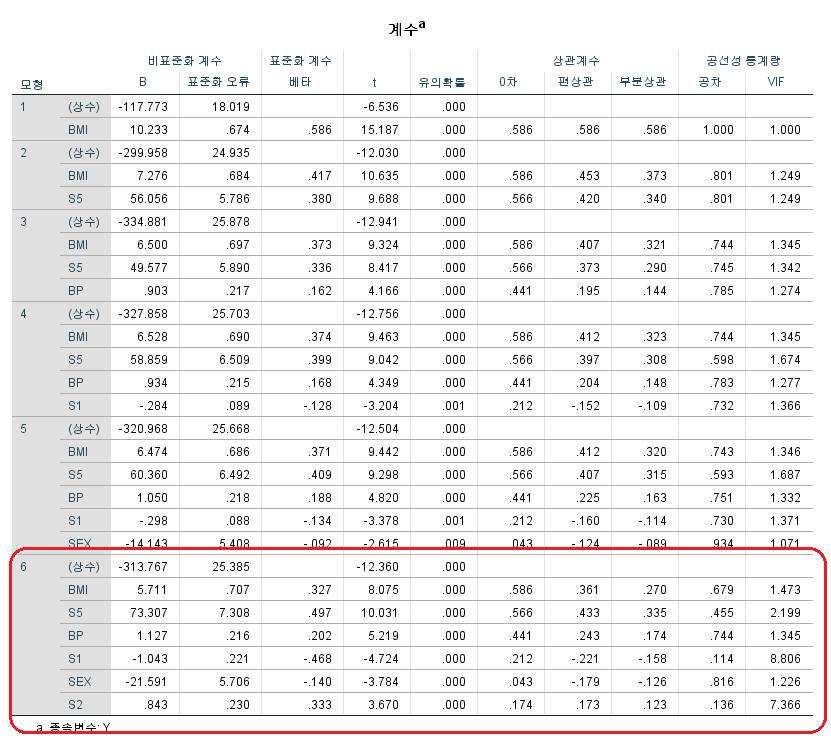 계수a
비표준화 계수 표준화 계수 상관계수 공선성 통계량
모형 B 표준화 오류 베타 t 유의확률 0차 편상관 부분상관 공차 VIF
1 (상수) -117.773 18.019 -6.536 .000
BMI 10.233 .674 .586 15.187 .000 .586 .586 .586 1.000 1.000
2 (상수) -299.958 24.935 -12.030 .000
BMI 7.276 .684 .417 10.635 .000 .586 .453 .373 .801 1.249
S5 56.056 5.786 .380 9.688 .000 .566 .420 .340 .801 1.249
3 (상수) -334.881 25.878 -12.941 .000
BMI 6.500 .697 .373 9.324 .000 .586 .407 .321 .744 1.345
S5 49.577 5.890 .336 8.417 .000 .566 .373 .290 .745 1.342
BP .903 .217 .162 4.166 .000 .441 .195 .144 .785 1.274
4 (상수) -327.858 25.703 -12.756 .000
BMI 6.528 .690 .374 9.463 .000 .586 .412 .323 .744 1.345
S5 58.859 6.509 .399 9.042 .000 .566 .397 .308 .598 1.674
BP .934 .215 .168 4.349 .000 .441 .204 .148 .783 1.277
S1 -.284 .089 -.128 -3.204 .001 .212 -.152 -.109 .732 1.366
5 (상수) -320.968 25.668 -12.504 .000
BMI 6.474 .686 .371 9.442 .000 .586 .412 .320 .743 1.346
S5 60.360 6.492 .409 9.298 .000 .566 .407 .315 .593 1.687
BP 1.050 .218 .188 4.820 .000 .441 .225 .163 .751 1.332
S1 -.298 .088 -.134 -3.378 .001 .212 -.160 -.114 .730 1.371
SEX -14.143 5.408 -.092 -2.615 .009 .043 -.124 -.089 .934 1.071
6 (상수) -313.767 25.385 -12.360 .000
BMI 5.711 .707 .327 8.075 .000 .586 .361 .270 .679 1.473
S5 73.307 7.308 .497 10.031 .000 .566 .433 .335 .455 2.199
BP 1.127 .216 .202 5.219 .000 .441 .243 .174 .744 1.345
S1 -1.043 .221 -.468 -4.724 .000 .212 -.221 -.158 .114 8.806
SEX -21.591 5.706 -.140 -3.784 .000 .043 -.179 -.126 .816 1.226
S2 .843 .230 .333 3.670 .000 .174 .173 .123 .136 7.366
a. 종속변수: Y